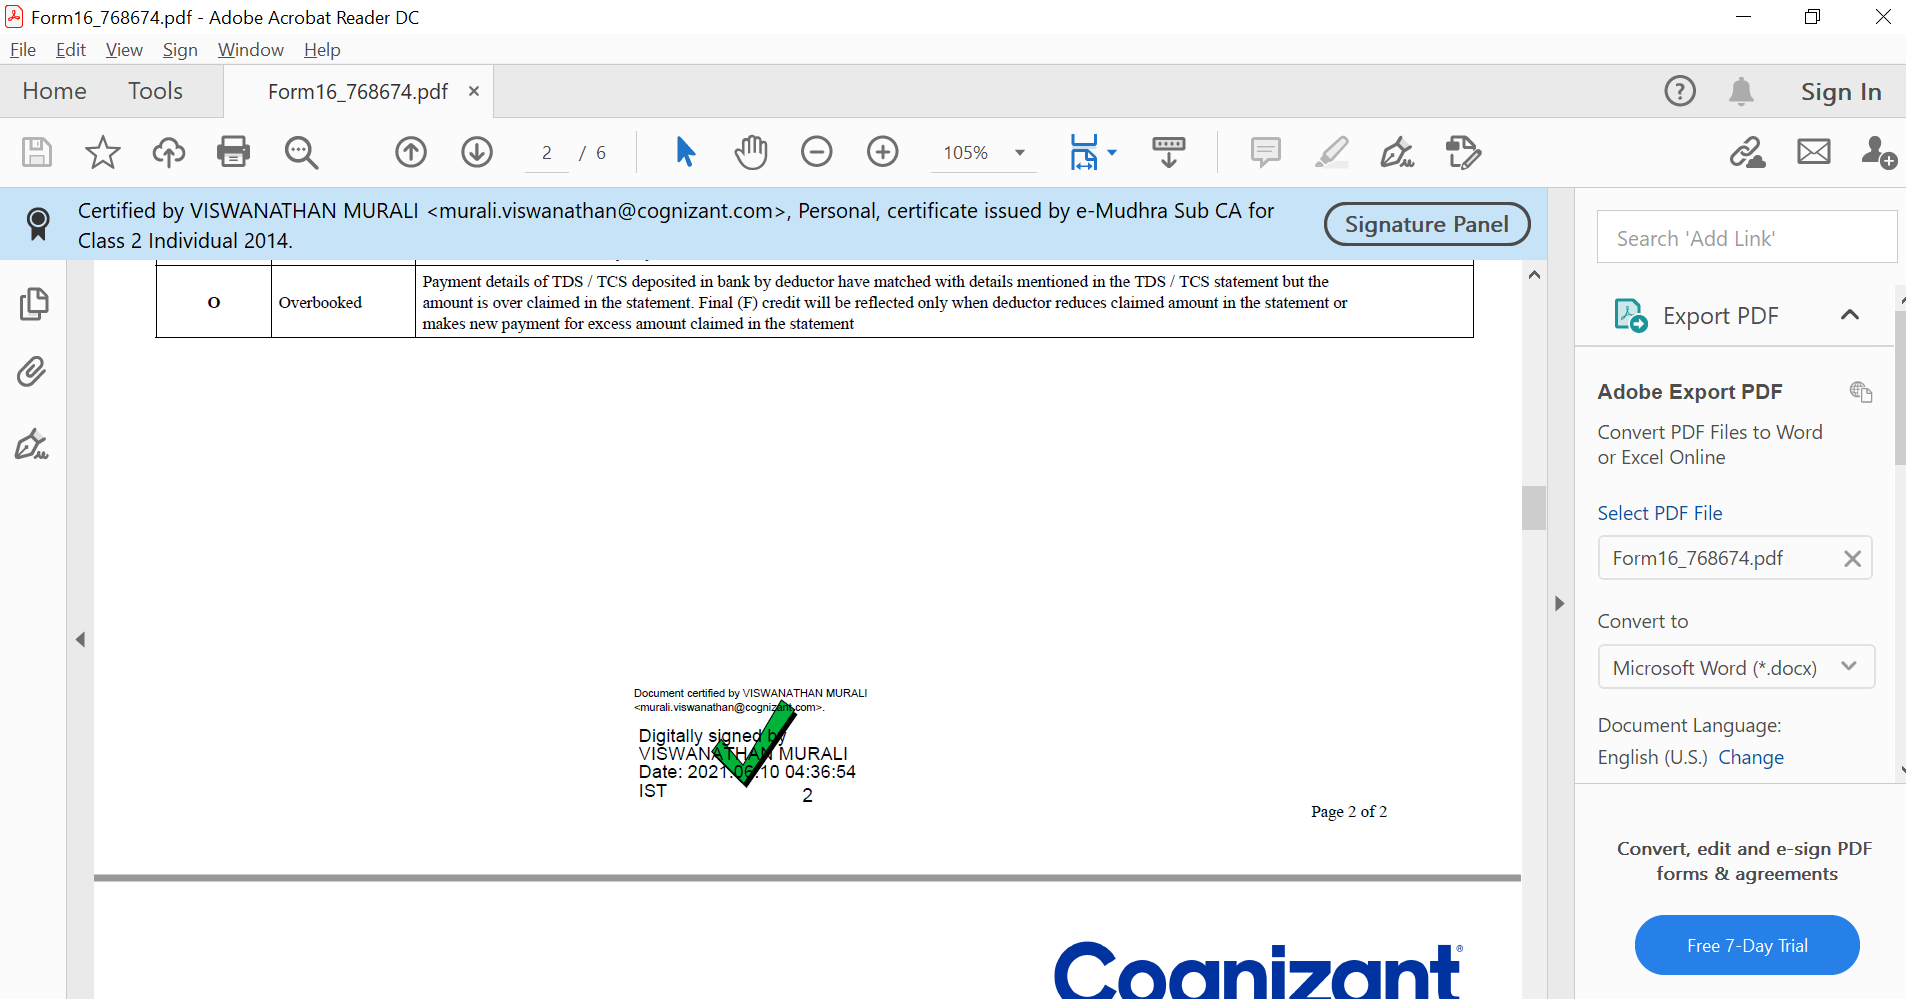 Form16_768674.pdf - Adobe Acrobat Reader DC
File Edit View Sign Window Help
Home Tools Form16_768674.pdf × ? Sign In
2 / 6 105%
Certified by VISWANATHAN MURALI <murali.viswanathan@cognizant.com>, Personal, certificate issued by e-Mudhra Sub CA for
Class 2 Individual 2014.
Signature Panel
O Overbooked
Payment details of TDS / TCS deposited in bank by deductor have matched with details mentioned in the TDS / TCS statement but the
amount is over claimed in the statement. Final (F) credit will be reflected only when deductor reduces claimed amount in the statement or
makes new payment for excess amount claimed in the statement
Document certified by VISWANATHAN MURALI
<murali.viswanathan@cognizant.com>.
Digitally signed by
VISWANATHAN MURALI
Date: 2021.06.10 04:36:54
IST
2
Page 2 of 2
Cognizant®
Search 'Add Link'
Export PDF
Adobe Export PDF
Convert PDF Files to Word
or Excel Online
Select PDF File
Form16_768674.pdf
Convert to
Microsoft Word (*.docx)
Document Language:
English (U.S.) Change
Convert, edit and e-sign PDF
forms & agreements
Free 7-Day Trial